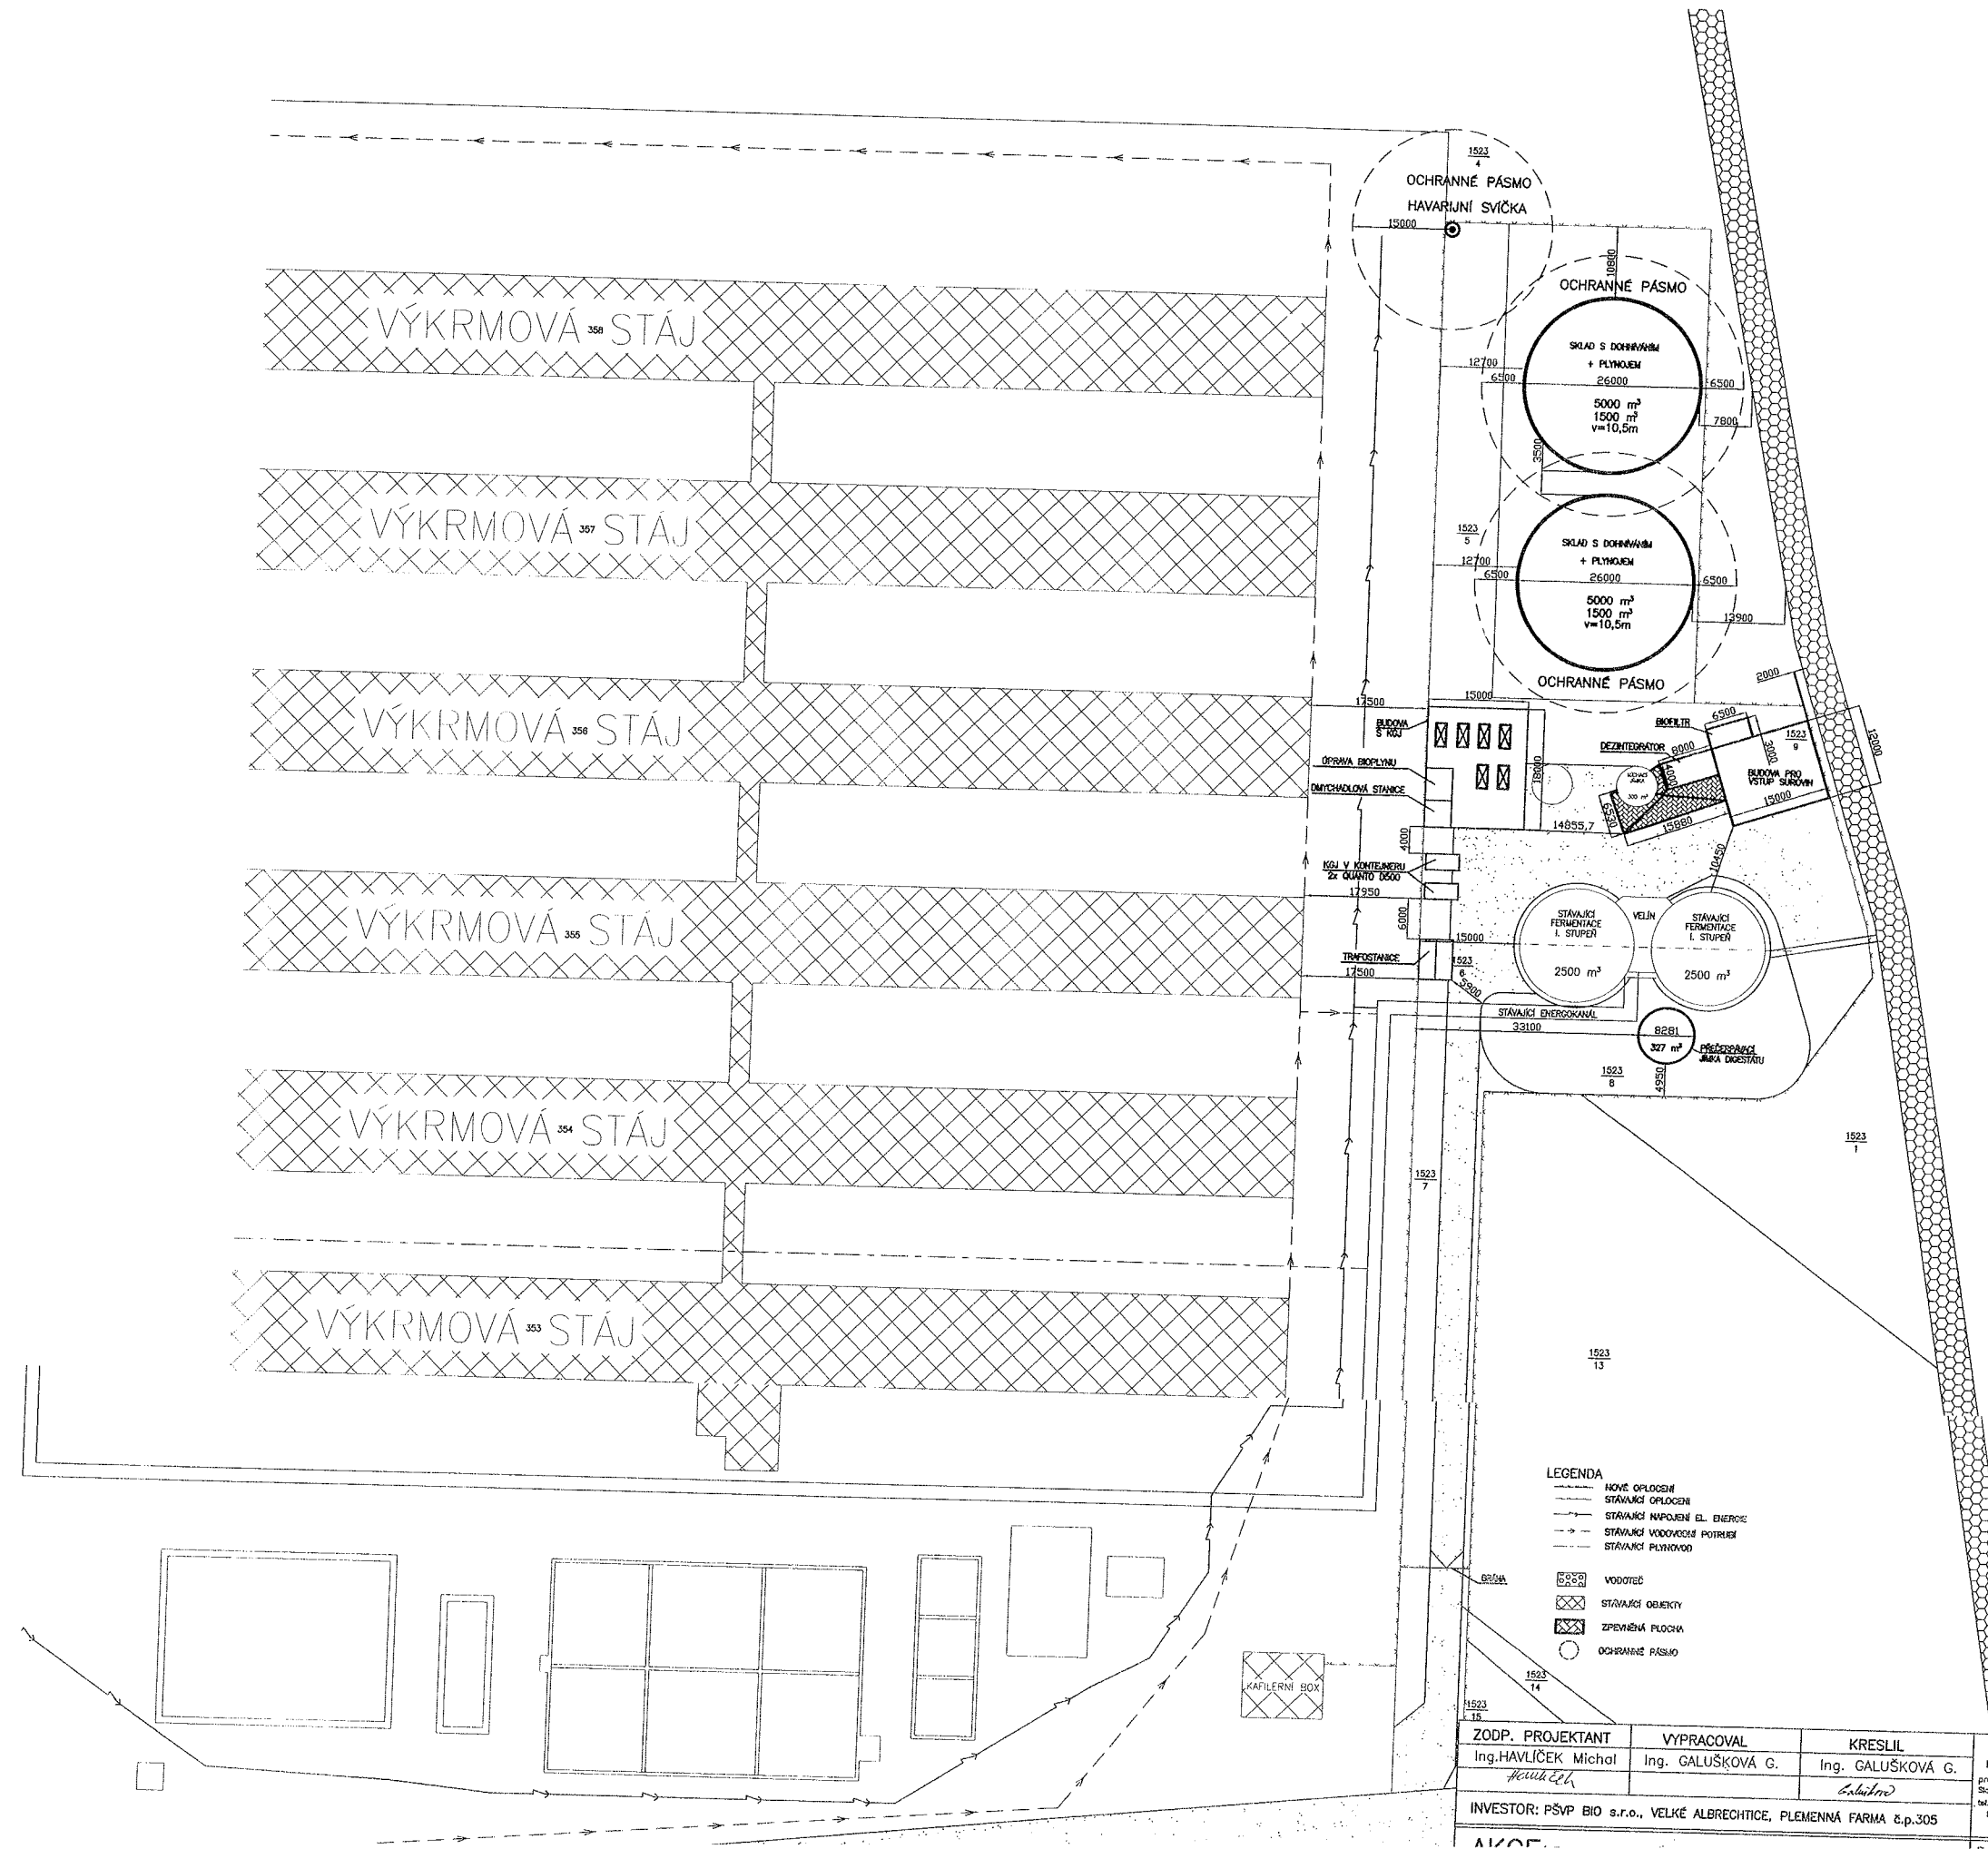 1523
4
OCHRANNÉ PÁSMO
HAVARIJNÍ SVÍČKA
15000
10800
OCHRANNÉ PÁSMO
VÝKRMOVÁ 358 STÁJ
SKLAD S DOHNÍVÁNÍM
+ PLYNOJEM
12700
6500
26000
6500
5000 m³
1500 m³
v=10,5m
7800
3500
VÝKRMOVÁ 357 STÁJ
1523
5
SKLAD S DOHNÍVÁNÍM
+ PLYNOJEM
12700
6500
26000
6500
5000 m³
1500 m³
v=10,5m
13900
OCHRANNÉ PÁSMO
2000
VÝKRMOVÁ 356 STÁJ
17500
15000
BUDOVA
S KGJ
BIOFILTR
6500
1523
9
12000
DEZINTEGRÁTOR
8000
3000
ÚPRAVA BIOPLYNU
18000
4000
BUDOVA PRO
VSTUP SUROVIN
DMYCHADLOVÁ STANICE
300 m³
15000
6530
14855,7
15880
4000
10450
KGJ V KONTEJNERU
2x QUANTO D500
17950
VÝKRMOVÁ 355 STÁJ
6000
STÁVAJÍCÍ
FERMENTACE
I. STUPEŇ
2500 m³
VELÍN
STÁVAJÍCÍ
FERMENTACE
I. STUPEŇ
2500 m³
15000
TRAFOSTANICE
17500
1523
6
5900
STÁVAJÍCÍ ENERGOKANÁL
33100
8281
327 m³
PŘEČERPÁVACÍ
JÍMKA DIGESTÁTU
4950
1523
8
VÝKRMOVÁ 354 STÁJ
1523
1
1523
7
VÝKRMOVÁ 353 STÁJ
1523
13
LEGENDA
NOVÉ OPLOCENÍ
STÁVAJÍCÍ OPLOCENÍ
STÁVAJÍCÍ NAPOJENÍ EL. ENERGIE
STÁVAJÍCÍ VODOVODNÍ POTRUBÍ
STÁVAJÍCÍ PLYNOVOD
VODOTEČ
STÁVAJÍCÍ OBJEKTY
ZPEVNĚNÁ PLOCHA
OCHRANNÉ PÁSMO
BRÁNA
KAFILERNÍ BOX
1523
14
1523
15
ZODP. PROJEKTANT
VYPRACOVAL
KRESLIL
Ing.HAVLÍČEK Michal
Ing. GALUŠKOVÁ G.
Ing. GALUŠKOVÁ G.
Havlíček
INVESTOR: PŠVP BIO s.r.o., VELKÉ ALBRECHTICE, PLEMENNÁ FARMA č.p.305